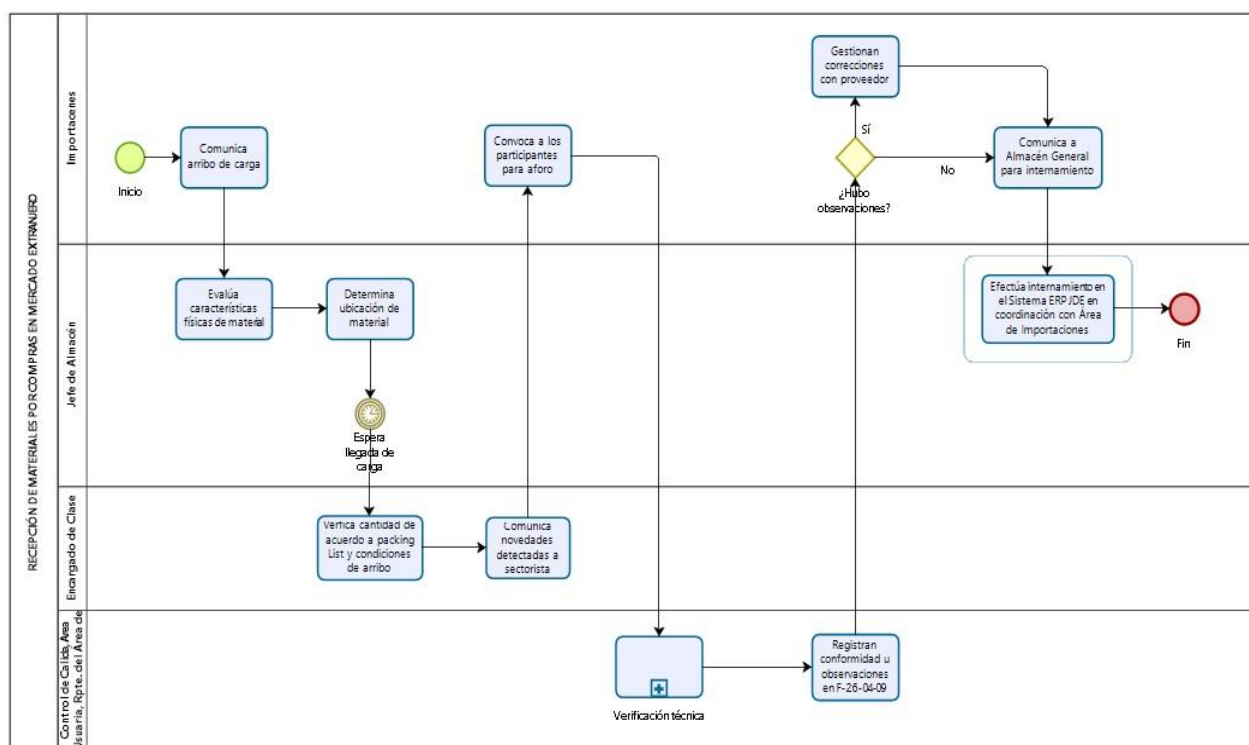 RECEPCIÓN DE MATERIALES POR COMPRAS EN MERCADO EXTRANJERO
Importacenes
Inicio
Comunica
arribo de carga
Convoca a los
participantes
para aforo
Gestionan
correcciones
con proveedor
Sí
¿Hubo
observaciones?
No
Comunica a
Almacén General
para internamiento
Jefe de Almacén
Evalúa
características
físicas de material
Determina
ubicación de
material
Espera
llegada de
carga
Efectúa internamiento en
el Sistema ERP JDE en
coordinación con Área
de Importaciones
Fin
Encargado de Clase
Verifica cantidad de
acuerdo a packing
List y condiciones
de arribo
Comunica
novedades
detectadas a
sectorista
Control de Calida, Área
Usuaria, Rpte. del Área de
Verificación técnica
Registran
conformidad u
observaciones
en F-26-04-09